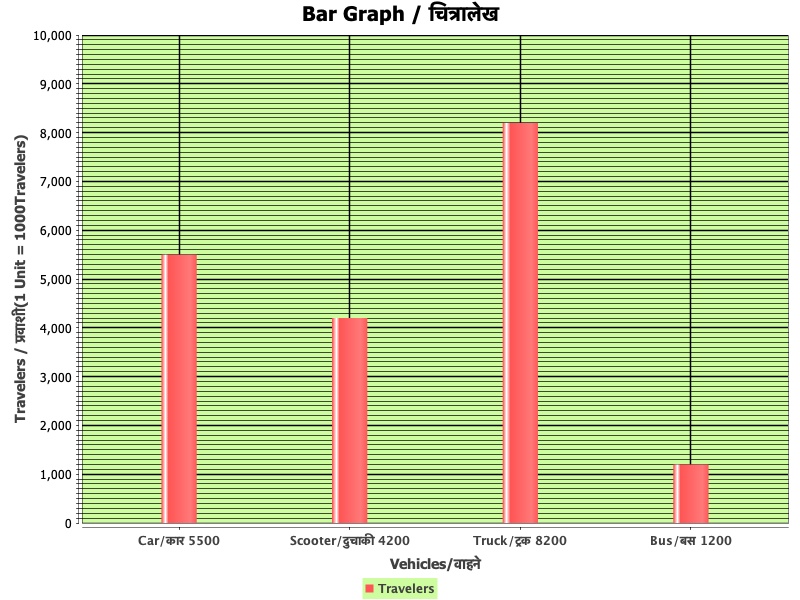 Bar Graph / चित्रालेख
Travelers / प्रवाशी(1 Unit = 1000Travelers)
10,000
9,000
8,000
7,000
6,000
5,000
4,000
3,000
2,000
1,000
0
Car/कार 5500
Scooter/दुचाकी 4200
Truck/ट्रक 8200
Bus/बस 1200
Vehicles/वाहने
Travelers